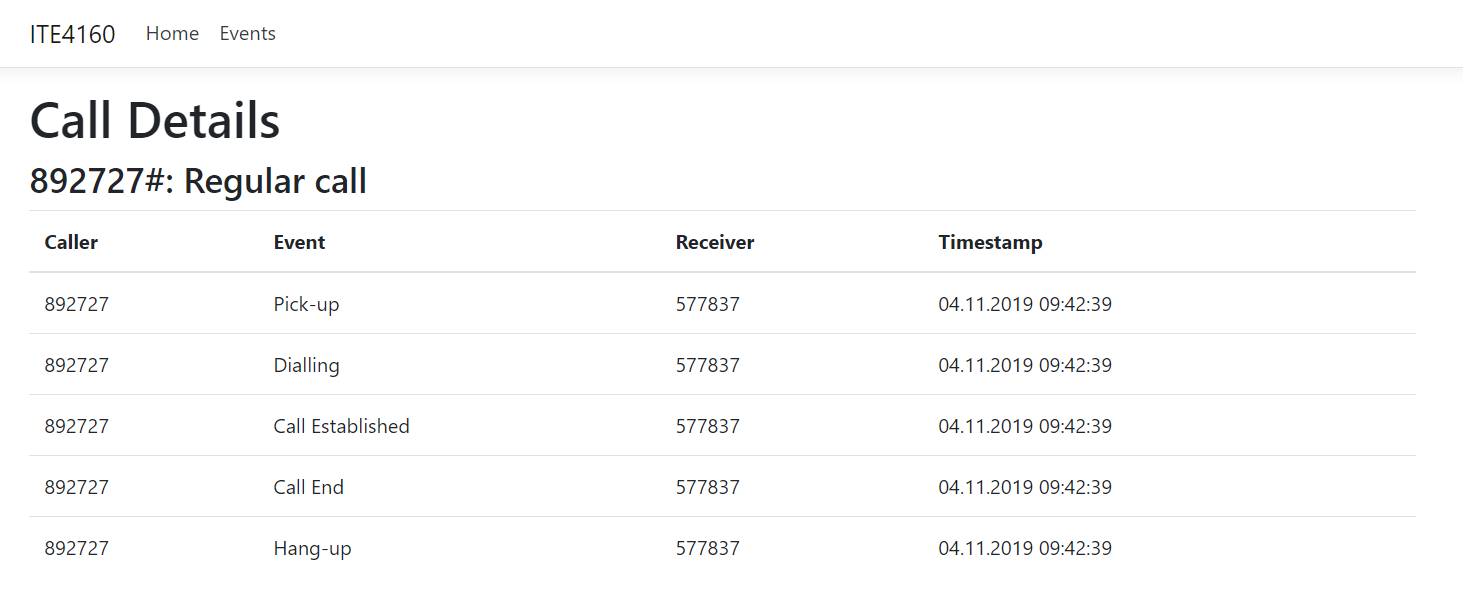 ITE4160 Home Events
Call Details
892727#: Regular call
Caller Event Receiver Timestamp
892727 Pick-up 577837 04.11.2019 09:42:39
892727 Dialling 577837 04.11.2019 09:42:39
892727 Call Established 577837 04.11.2019 09:42:39
892727 Call End 577837 04.11.2019 09:42:39
892727 Hang-up 577837 04.11.2019 09:42:39